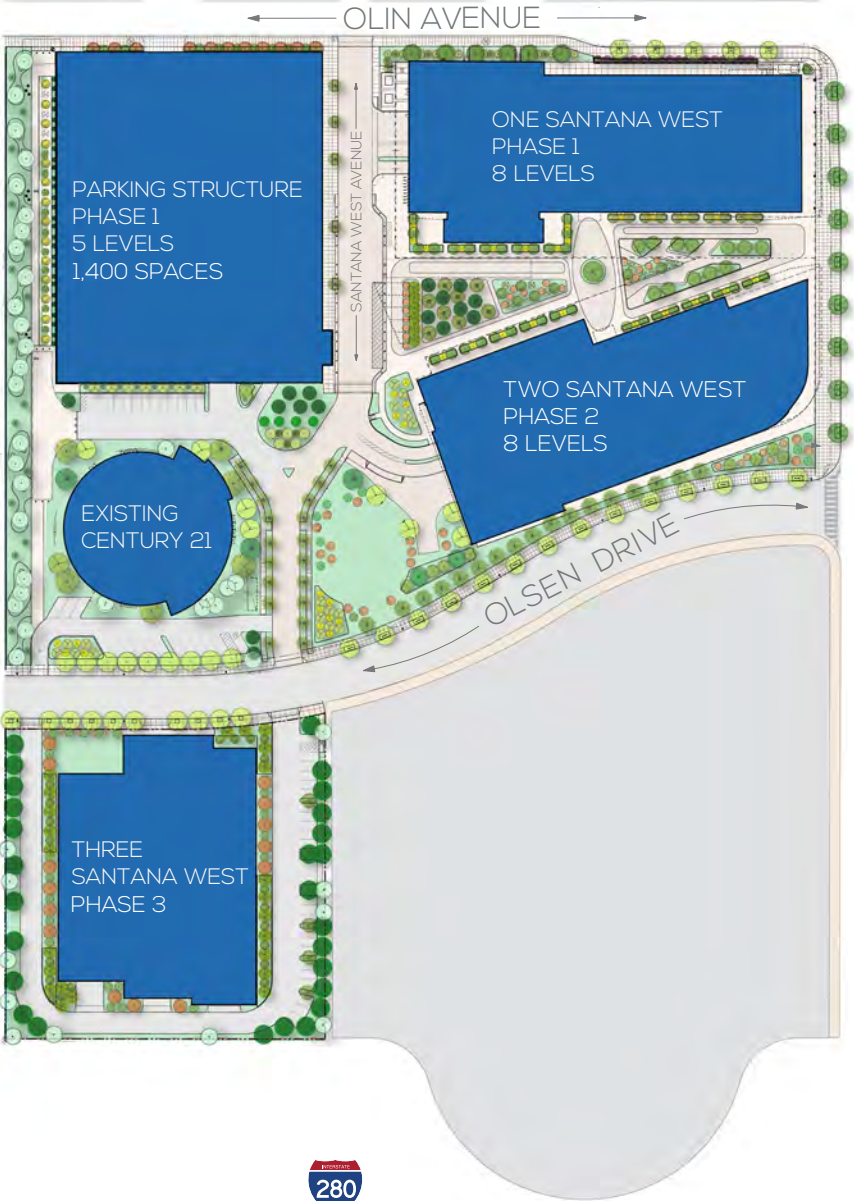 OLIN AVENUE
PARKING STRUCTURE
PHASE 1
5 LEVELS
1,400 SPACES
SANTANA WEST AVENUE
ONE SANTANA WEST
PHASE 1
8 LEVELS
TWO SANTANA WEST
PHASE 2
8 LEVELS
EXISTING
CENTURY 21
OLSEN DRIVE
THREE
SANTANA WEST
PHASE 3
INTERSTATE
280